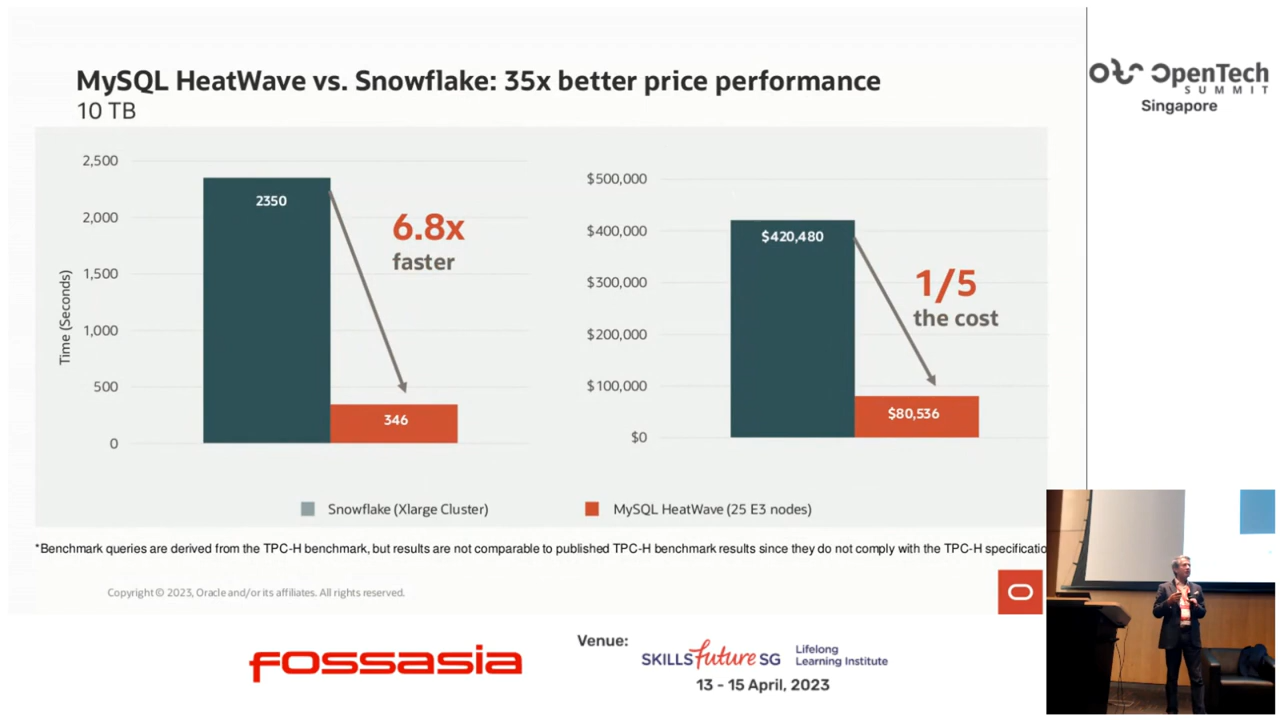 MySQL HeatWave vs. Snowflake: 35x better price performance
10 TB
OpenTech
SUMMIT
Singapore
Time (Seconds)
2,500
2,000
1,500
1,000
500
0
2350
346
6.8x
faster
$500,000
$400,000
$300,000
$200,000
$100,000
$0
$420,480
$80,536
1/5
the cost
Snowflake (Xlarge Cluster)
MySQL HeatWave (25 E3 nodes)
*Benchmark queries are derived from the TPC-H benchmark, but results are not comparable to published TPC-H benchmark results since they do not comply with the TPC-H specificatio
Copyright © 2023, Oracle and/or its affiliates. All rights reserved.
fossasia
Venue:
SKILLS future SG
Lifelong
Learning Institute
13 - 15 April, 2023